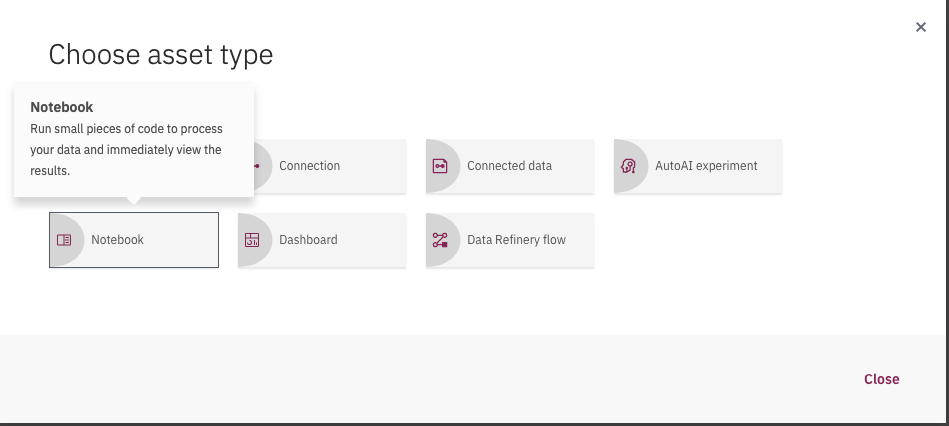 ×
Choose asset type
Notebook
Run small pieces of code to process
your data and immediately view the
results.
Connection
Connected data
AutoAI experiment
Notebook
Dashboard
Data Refinery flow
Close